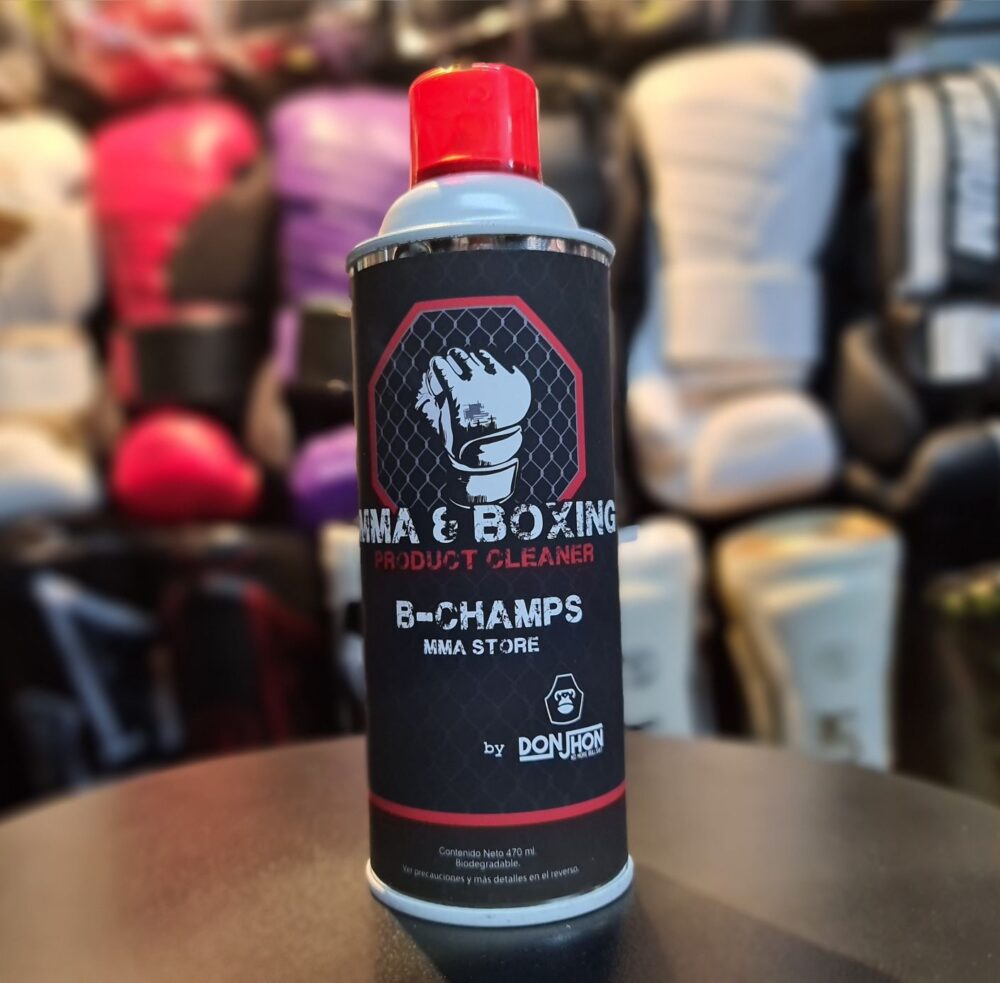 MMA & BOXING
PRODUCT CLEANER
B-CHAMPS
MMA STORE
by DONJHON
Contenido Neto 470 ml.
Biodegradable.
Ver precauciones y más detalles en el reverso.